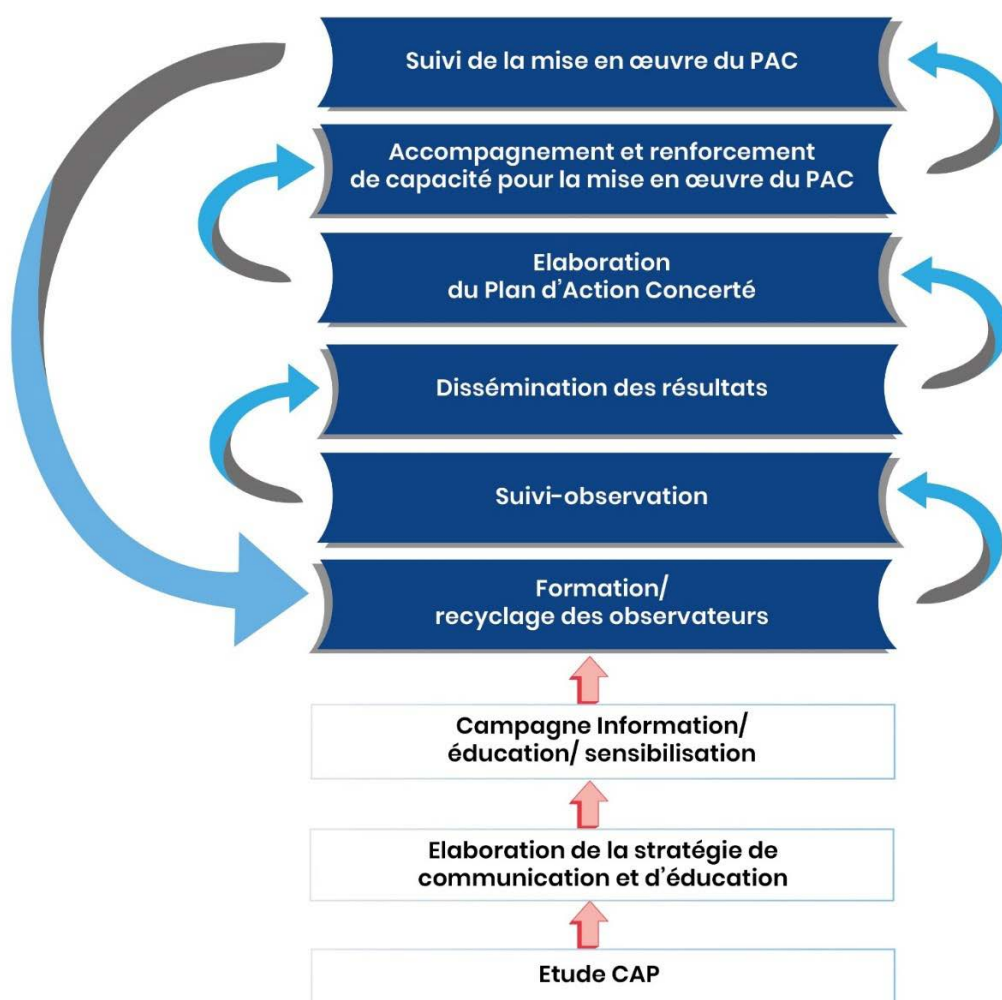 Suivi de la mise en œuvre du PAC
Accompagnement et renforcement
de capacité pour la mise en œuvre du PAC
Elaboration
du Plan d’Action Concerté
Dissémination des résultats
Suivi-observation
Formation/
recyclage des observateurs
Campagne Information/
éducation/ sensibilisation
Elaboration de la stratégie de
communication et d’éducation
Etude CAP